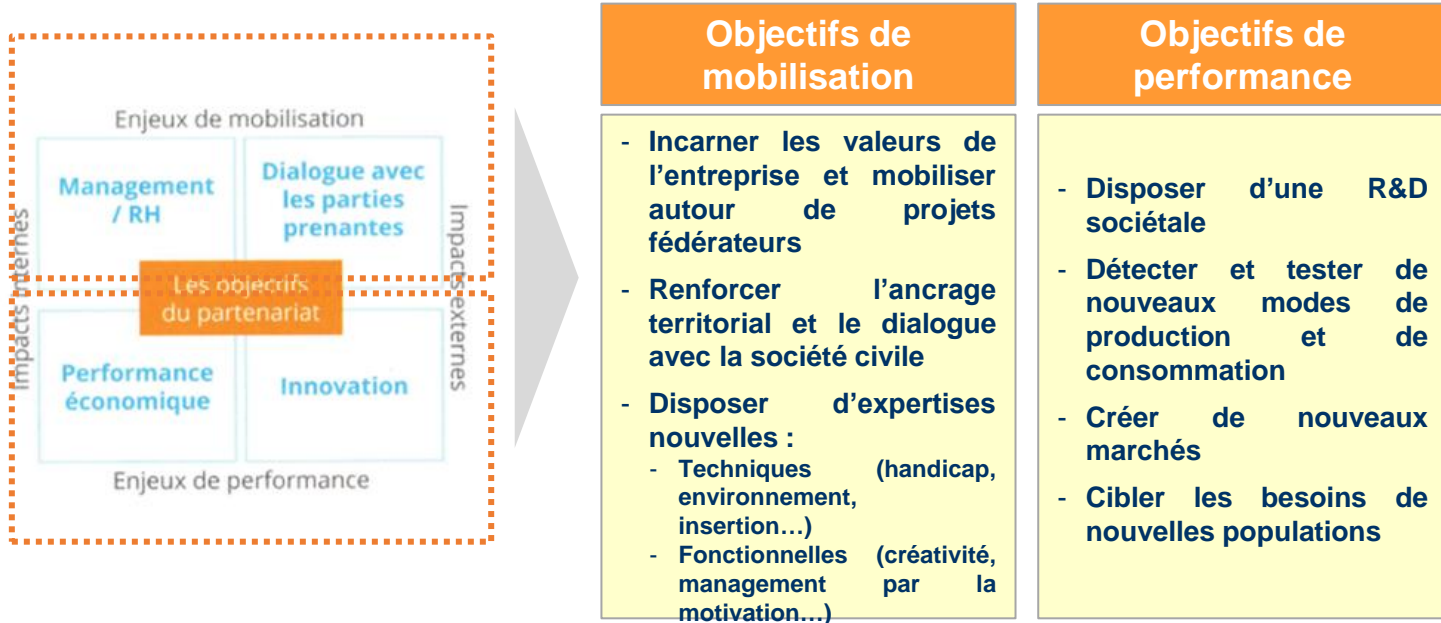 Enjeux de mobilisation
Management
/ RH
Dialogue avec
les parties
prenantes
Impacts internes
Impacts externes
Les objectifs
du partenariat
Performance
économique
Innovation
Enjeux de performance
Objectifs de
mobilisation
- Incarner les valeurs de
l’entreprise et mobiliser
autour de projets
fédérateurs
- Renforcer l’ancrage
territorial et le dialogue
avec la société civile
- Disposer d’expertises
nouvelles :
- Techniques (handicap,
environnement,
insertion…)
- Fonctionnelles (créativité,
management par la
motivation…)
Objectifs de
performance
- Disposer d’une R&D
sociétale
- Détecter et tester de
nouveaux modes de
production et de
consommation
- Créer de nouveaux
marchés
- Cibler les besoins de
nouvelles populations